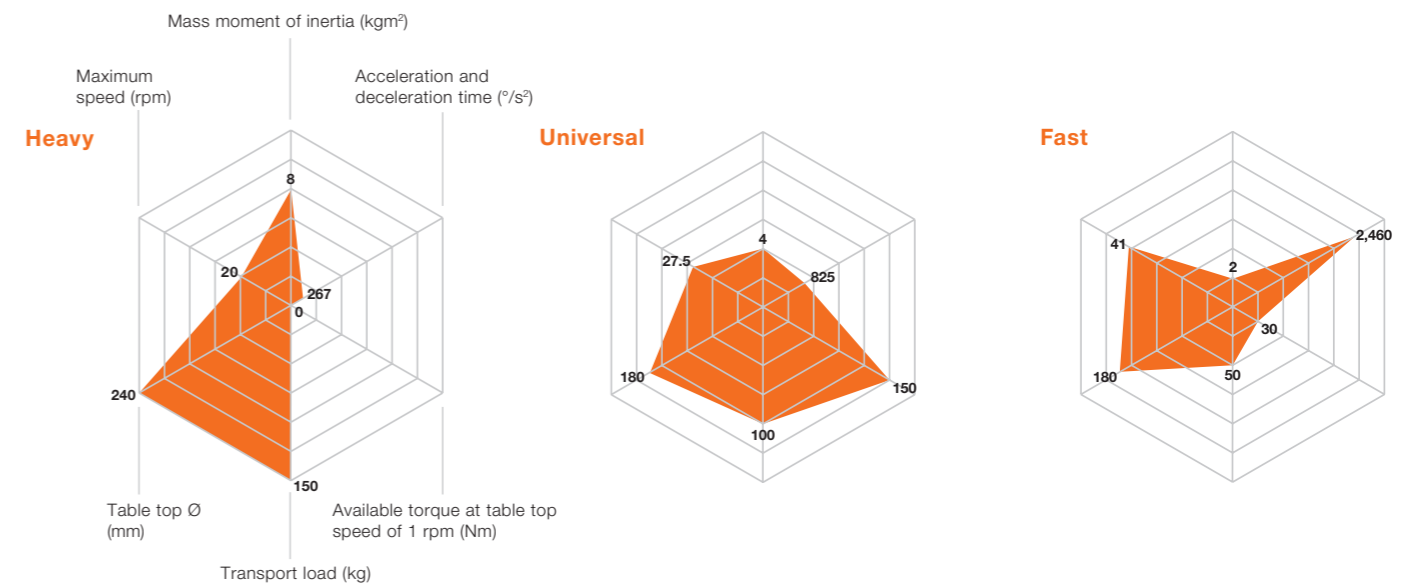 Mass moment of inertia (kgm²)
Maximum
speed (rpm)
Acceleration and
deceleration time (°/s²)
Heavy
8
20
267
0
240
150
Table top Ø
(mm)
Available torque at table top
speed of 1 rpm (Nm)
Transport load (kg)
Universal
4
27.5
825
180
150
100
Fast
41
2,460
2
30
180
50